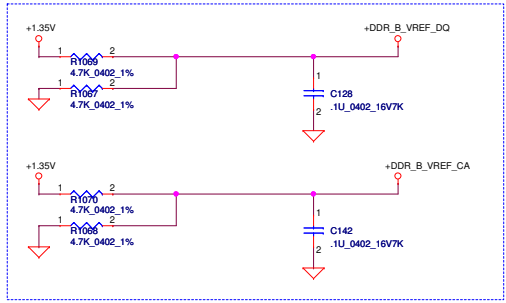 +1.35V +DDR_B_VREF_DQ
1 2
R1069
4.7K_0402_1%
1 2
R1067
4.7K_0402_1%
1
C128
.1U_0402_16V7K
2
+1.35V +DDR_B_VREF_CA
1 2
R1070
4.7K_0402_1%
1 2
R1068
4.7K_0402_1%
1
C142
.1U_0402_16V7K
2